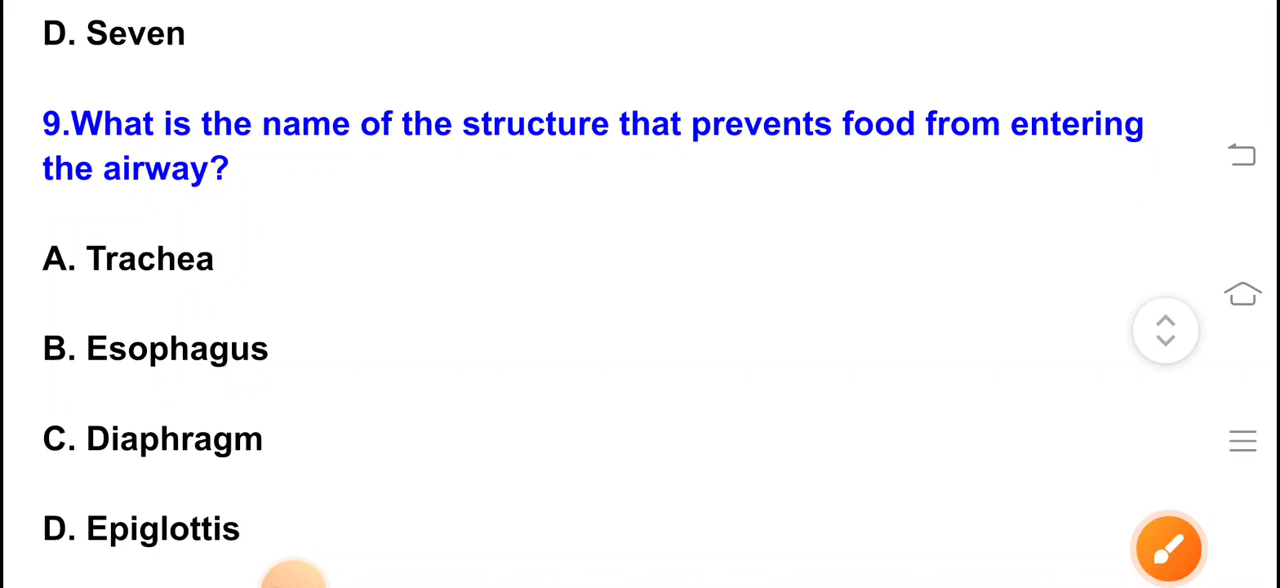 D. Seven
9.What is the name of the structure that prevents food from entering
the airway?
A. Trachea
B. Esophagus
C. Diaphragm
D. Epiglottis